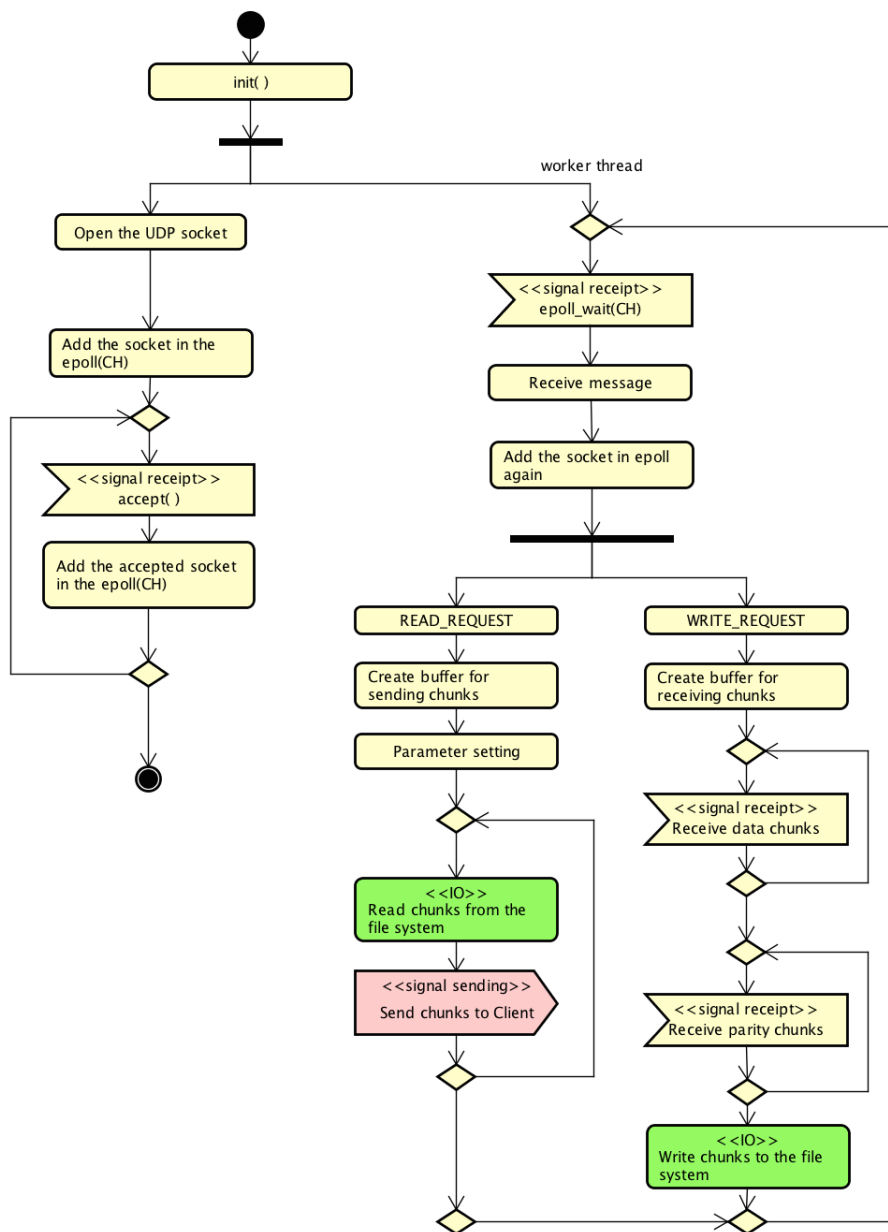 init( )
worker thread
Open the UDP socket
Add the socket in the
epoll(CH)
<<signal receipt>>
accept( )
Add the accepted socket
in the epoll(CH)
<<signal receipt>>
epoll_wait(CH)
Receive message
Add the socket in epoll
again
READ_REQUEST
Create buffer for
sending chunks
Parameter setting
<<IO>>
Read chunks from the
file system
<<signal sending>>
Send chunks to Client
WRITE_REQUEST
Create buffer for
receiving chunks
<<signal receipt>>
Receive data chunks
<<signal receipt>>
Receive parity chunks
<<IO>>
Write chunks to the file
system